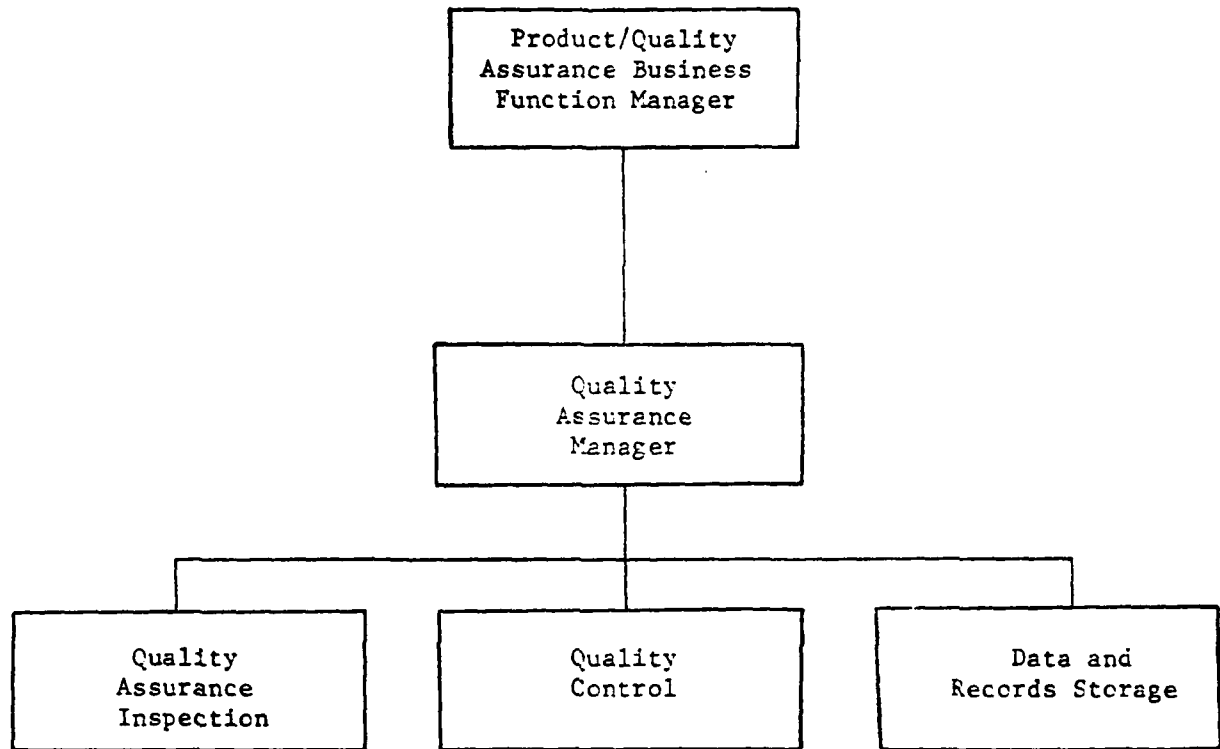 Product/Quality
Assurance Business
Function Manager
Quality
Assurance
Manager
Quality
Assurance
Inspection
Quality
Control
Data and
Records Storage